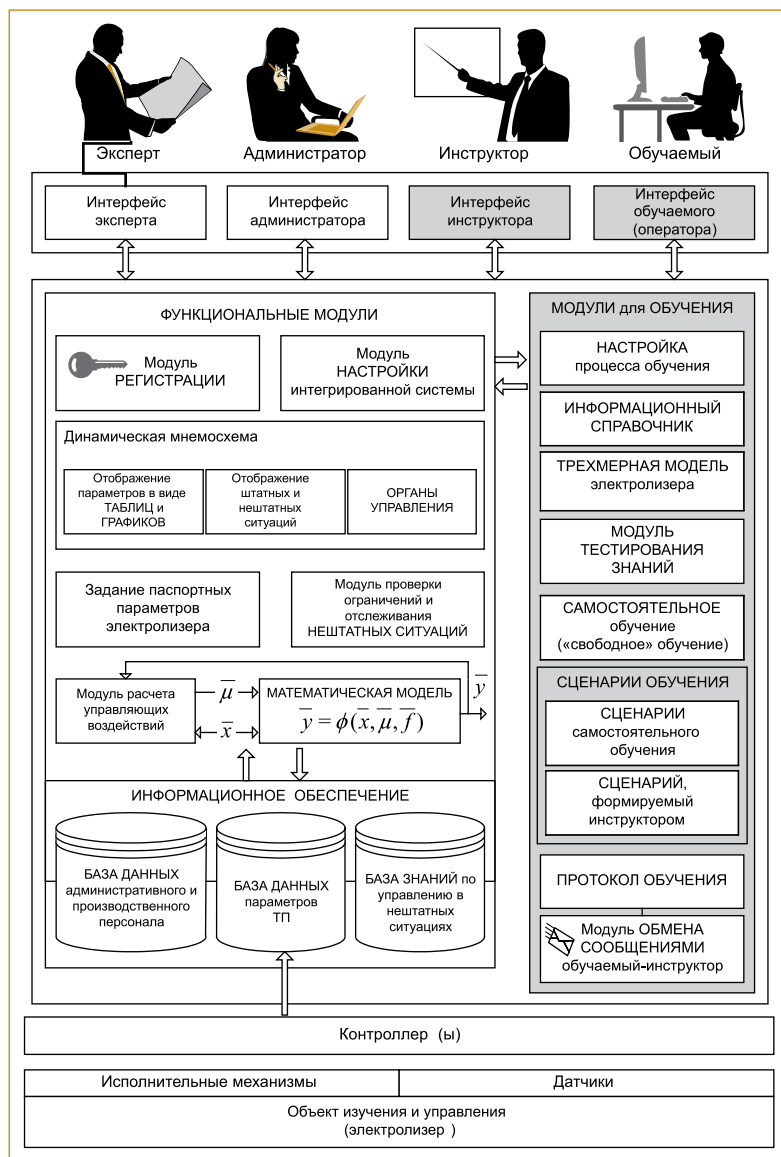 Эксперт
Администратор
Инструктор
Обучаемый
Интерфейс
эксперта
Интерфейс
администратора
Интерфейс
инструктора
Интерфейс
обучаемого
(оператора)
ФУНКЦИОНАЛЬНЫЕ МОДУЛИ
Модуль
РЕГИСТРАЦИИ
Модуль
НАСТРОЙКИ
интегрированной системы
Динамическая мнемосхема
Отображение
параметров в виде
ТАБЛИЦ и
ГРАФИКОВ
Отображение
штатных и
нештатных
ситуаций
ОРГАНЫ
УПРАВЛЕНИЯ
Задание паспортных
параметров
электролизера
Модуль проверки
ограничений и
отслеживания
НЕШТАТНЫХ СИТУАЦИЙ
Модуль расчета
управляющих
воздействий
μ̅
x̅
МАТЕМАТИЧЕСКАЯ МОДЕЛЬ
y̅ = ϕ(x̅, μ̅, f̅)
y̅
ИНФОРМАЦИОННОЕ ОБЕСПЕЧЕНИЕ
БАЗА ДАННЫХ
административного и
производственного
персонала
БАЗА ДАННЫХ
параметров
ТП
БАЗА ЗНАНИЙ по
управлению в
нештатных
ситуациях
МОДУЛИ для ОБУЧЕНИЯ
НАСТРОЙКА
процесса обучения
ИНФОРМАЦИОННЫЙ
СПРАВОЧНИК
ТРЕХМЕРНАЯ МОДЕЛЬ
электролизера
МОДУЛЬ
ТЕСТИРОВАНИЯ
ЗНАНИЙ
САМОСТОЯТЕЛЬНОЕ
обучение
(«свободное» обучение)
СЦЕНАРИИ ОБУЧЕНИЯ
СЦЕНАРИИ
самостоятельного
обучения
СЦЕНАРИЙ,
формируемый
инструктором
ПРОТОКОЛ ОБУЧЕНИЯ
Модуль ОБМЕНА
СООБЩЕНИЯМИ
обучаемый-инструктор
Контроллер (ы)
Исполнительные механизмы
Датчики
Объект изучения и управления
(электролизер )